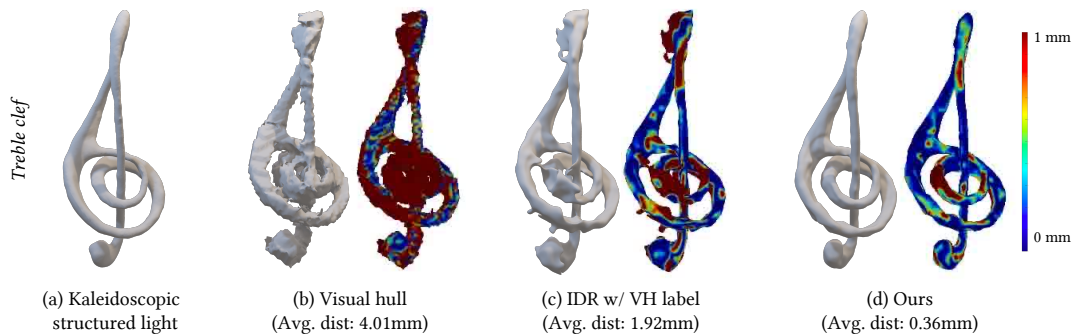 Treble clef
1 mm
0 mm
(a) Kaleidoscopic
structured light
(b) Visual hull
(Avg. dist: 4.01mm)
(c) IDR w/ VH label
(Avg. dist: 1.92mm)
(d) Ours
(Avg. dist: 0.36mm)